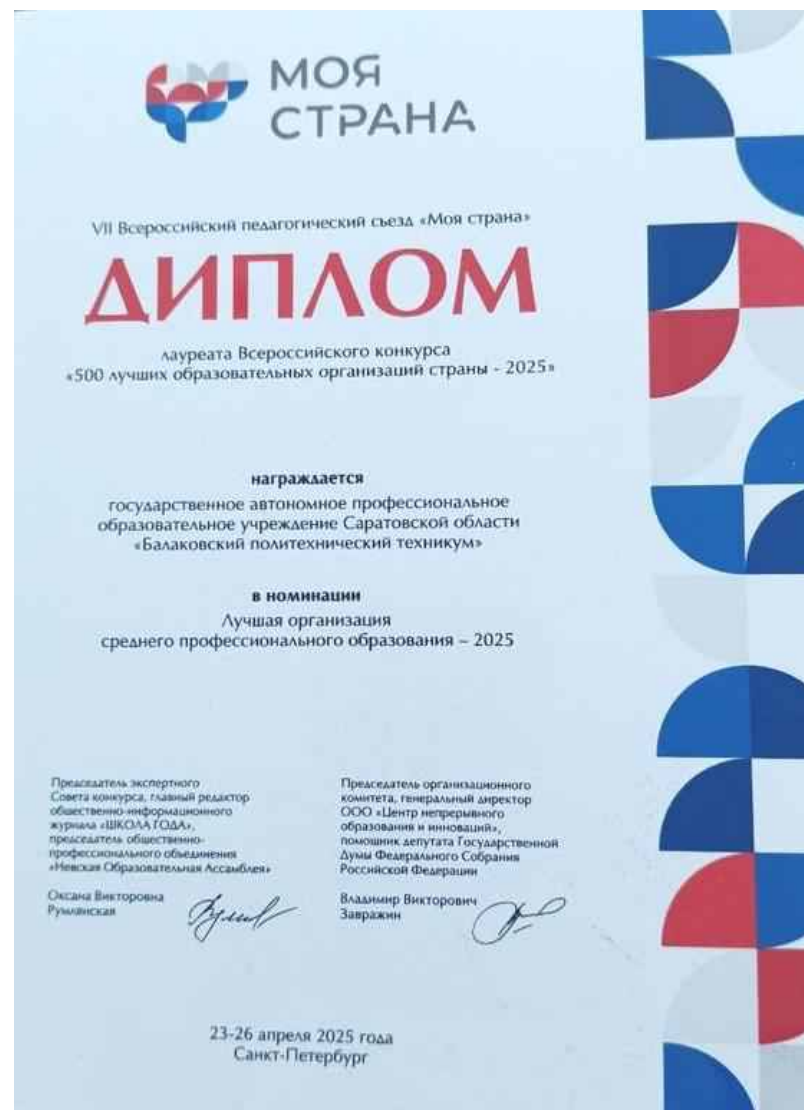 МОЯ
СТРАНА
VII Всероссийский педагогический съезд «Моя страна»
ДИПЛОМ
лауреата Всероссийского конкурса
«500 лучших образовательных организаций страны - 2025»
награждается
государственное автономное профессиональное
образовательное учреждение Саратовской области
«Балаковский политехнический техникум»
в номинации
Лучшая организация
среднего профессионального образования – 2025
Председатель экспертного
Совета конкурса, главный редактор
общественно-информационного
журнала «ШКОЛА ГОДА»,
председатель общественно-
профессионального объединения
«Невская Образовательная Ассамблея»
Оксана Викторовна
Румлянская
Председатель организационного
комитета, генеральный директор
ООО «Центр непрерывного
образования и инноваций»,
помощник депутата Государственной
Думы Федерального Собрания
Российской Федерации
Владимир Викторович
Завражин
23-26 апреля 2025 года
Санкт-Петербург